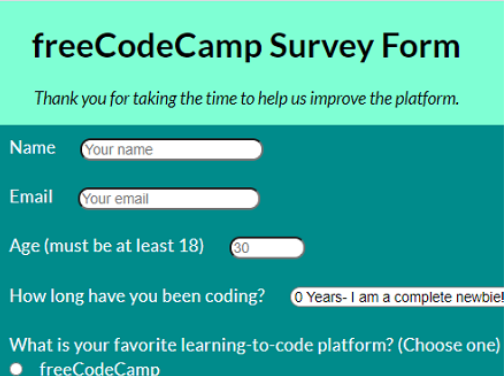 freeCodeCamp Survey Form
Thank you for taking the time to help us improve the platform.
Name Your name
Email Your email
Age (must be at least 18) 30
How long have you been coding? 0 Years- I am a complete newbie!
What is your favorite learning-to-code platform? (Choose one)
freeCodeCamp